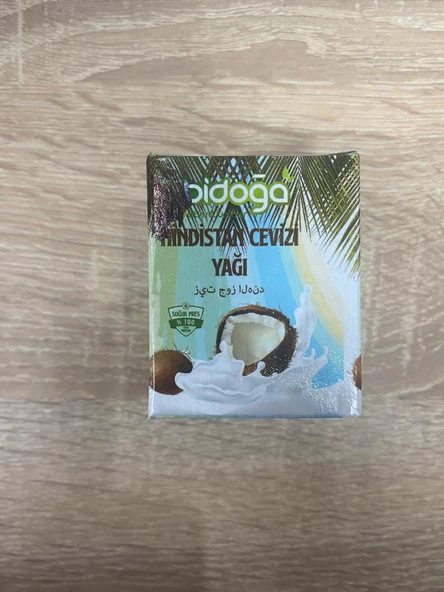 bidoğa
HİNDİSTAN CEVİZİ
YAĞI
زيت جوز الهند
SOĞUK PRES
% 100